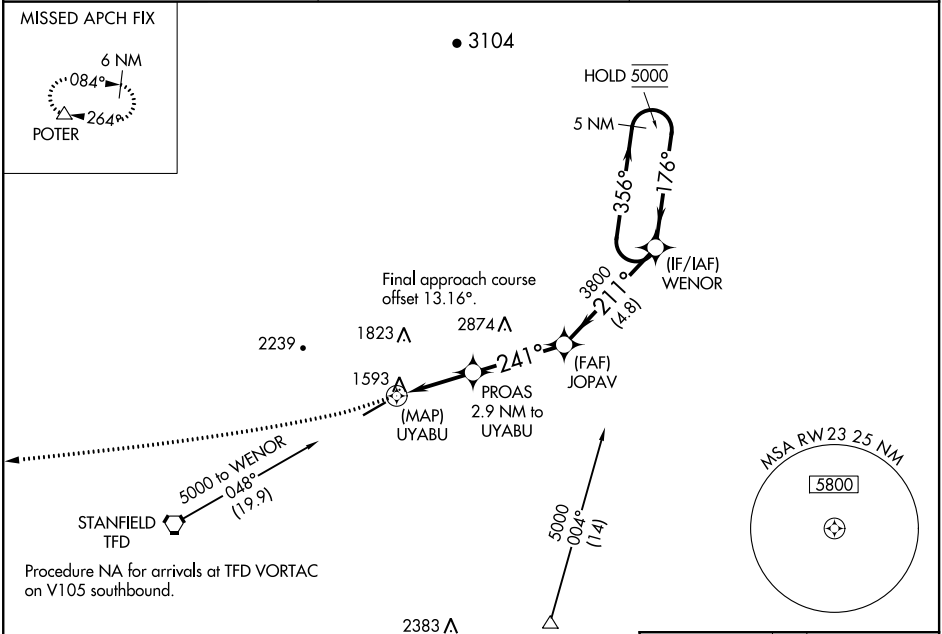 MISSED APCH FIX
6 NM
084°
264°
POTER
3104
HOLD 5000
5 NM
356°
176°
(IF/IAF)
WENOR
3800
211°
(4.8)
Final approach course
offset 13.16°.
2239
1823
2874
241°
(FAF)
JOPAV
1593
PROAS
2.9 NM to
UYABU
(MAP)
UYABU
5000 to WENOR
048°
(19.9)
STANFIELD
TFD
Procedure NA for arrivals at TFD VORTAC
on V105 southbound.
5000
004°
(14)
MSA RW23 25 NM
5800
2383